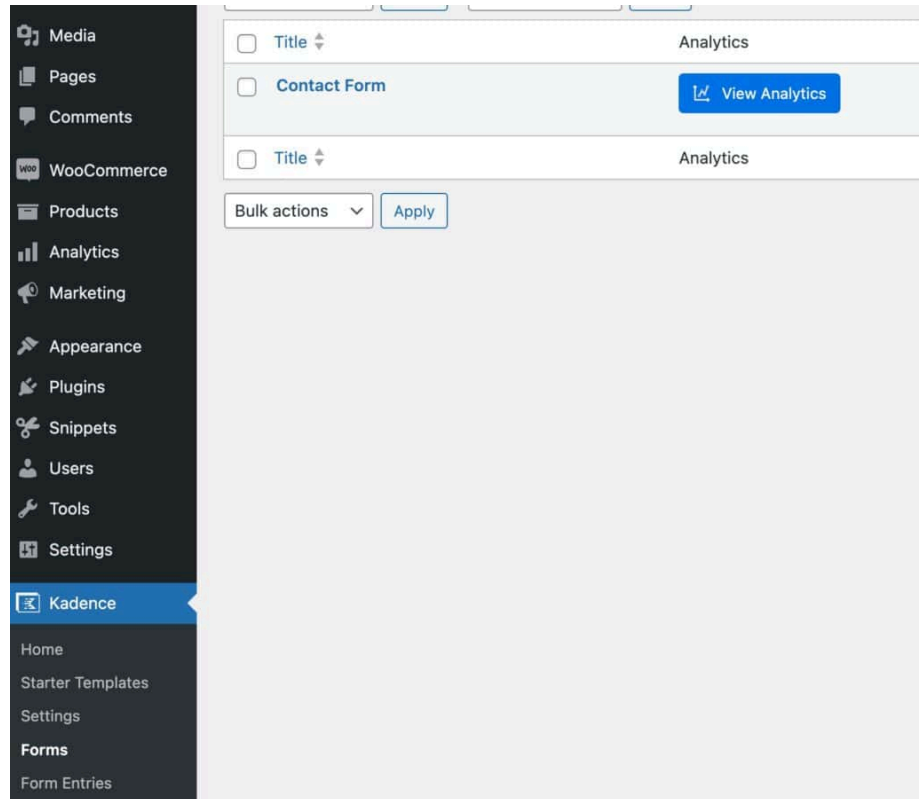 Media
Pages
Comments
WOO WooCommerce
Products
Analytics
Marketing
Appearance
Plugins
Snippets
Users
Tools
Settings
Kadence
Home
Starter Templates
Settings
Forms
Form Entries
Title Analytics
Contact Form View Analytics
Title Analytics
Bulk actions Apply